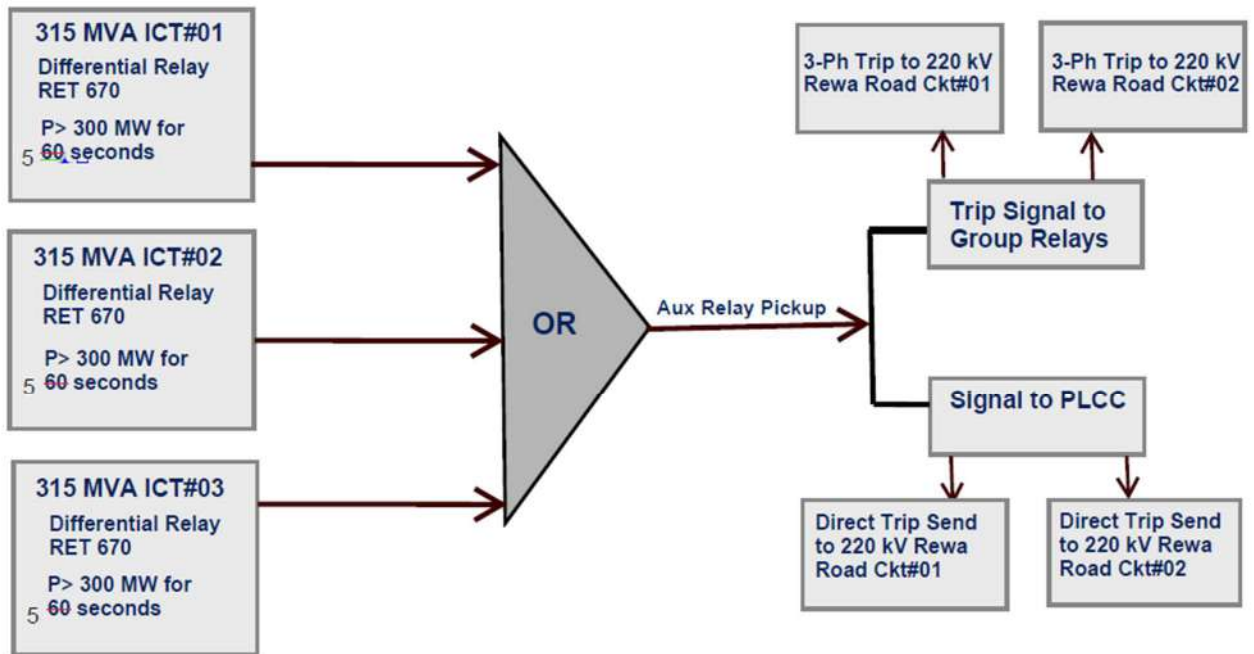 315 MVA ICT#01
Differential Relay
RET 670
P> 300 MW for
5 60 seconds
315 MVA ICT#02
Differential Relay
RET 670
P> 300 MW for
5 60 seconds
315 MVA ICT#03
Differential Relay
RET 670
P> 300 MW for
5 60 seconds
OR
Aux Relay Pickup
3-Ph Trip to 220 kV
Rewa Road Ckt#01
3-Ph Trip to 220 kV
Rewa Road Ckt#02
Trip Signal to
Group Relays
Signal to PLCC
Direct Trip Send
to 220 kV Rewa
Road Ckt#01
Direct Trip Send
to 220 kV Rewa
Road Ckt#02